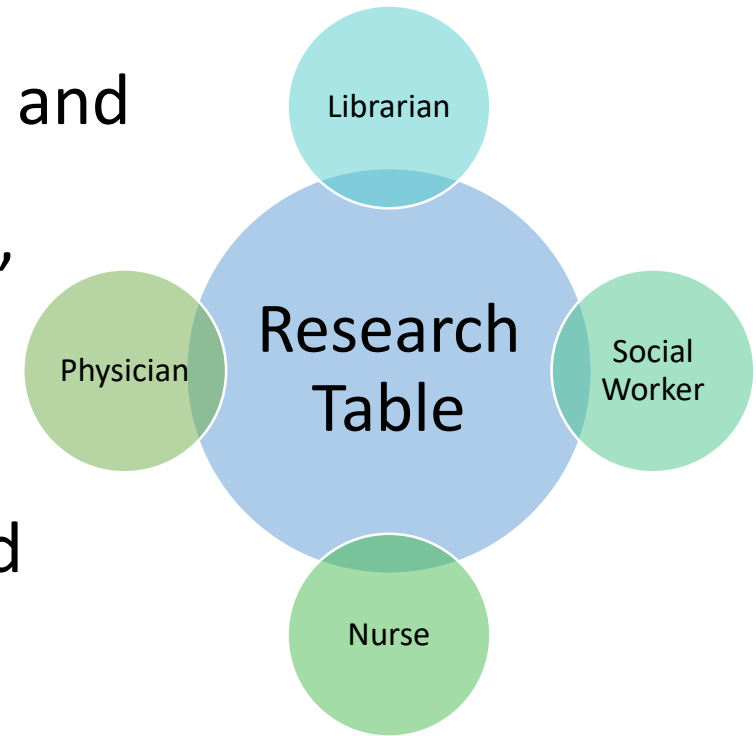 and
,
d
Librarian
Physician
Research
Table
Social
Worker
Nurse